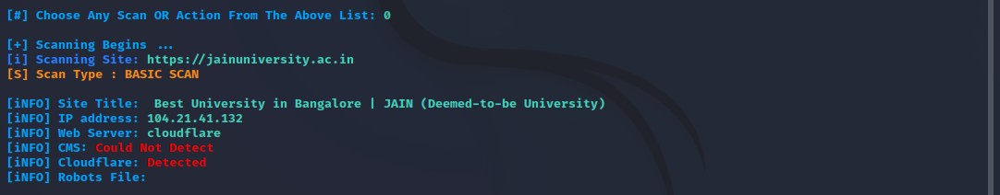 [#] Choose Any Scan OR Action From The Above List: 0
[+] Scanning Begins ...
[i] Scanning Site: https://jainuniversity.ac.in
[S] Scan Type : BASIC SCAN
[iNFO] Site Title:  Best University in Bangalore | JAIN (Deemed-to-be University)
[iNFO] IP address: 104.21.41.132
[iNFO] Web Server: cloudflare
[iNFO] CMS: Could Not Detect
[iNFO] Cloudflare: Detected
[iNFO] Robots File: